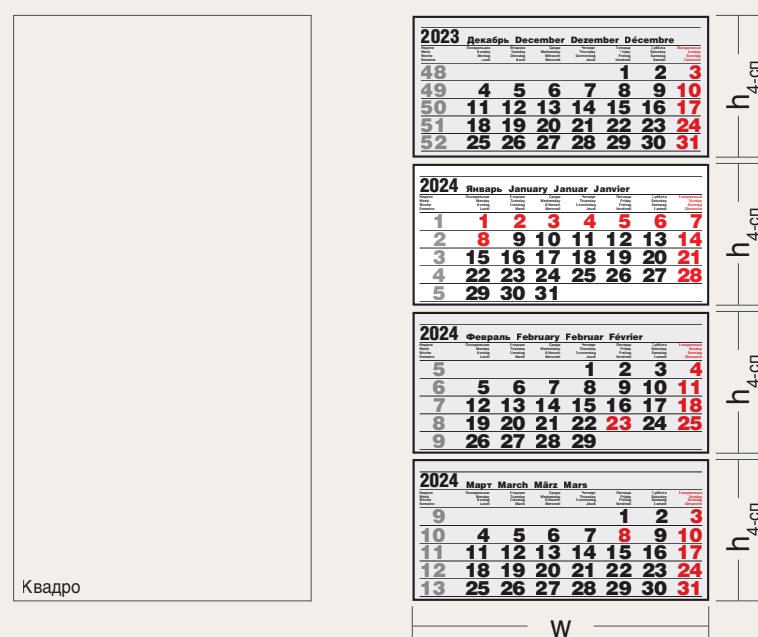 2023 Декабрь December Dezember Décembre
48 1 2 3
49 4 5 6 7 8 9 10
50 11 12 13 14 15 16 17
51 18 19 20 21 22 23 24
52 25 26 27 28 29 30 31
h4-сп
2024 Январь January Januar Janvier
1 1 2 3 4 5 6 7
2 8 9 10 11 12 13 14
3 15 16 17 18 19 20 21
4 22 23 24 25 26 27 28
5 29 30 31
h4-сп
2024 Февраль February Februar Février
5 1 2 3 4
6 5 6 7 8 9 10 11
7 12 13 14 15 16 17 18
8 19 20 21 22 23 24 25
9 26 27 28 29
h4-сп
2024 Март March März Mars
9 1 2 3
10 4 5 6 7 8 9 10
11 11 12 13 14 15 16 17
12 18 19 20 21 22 23 24
13 25 26 27 28 29 30 31
h4-сп
Квадро
w